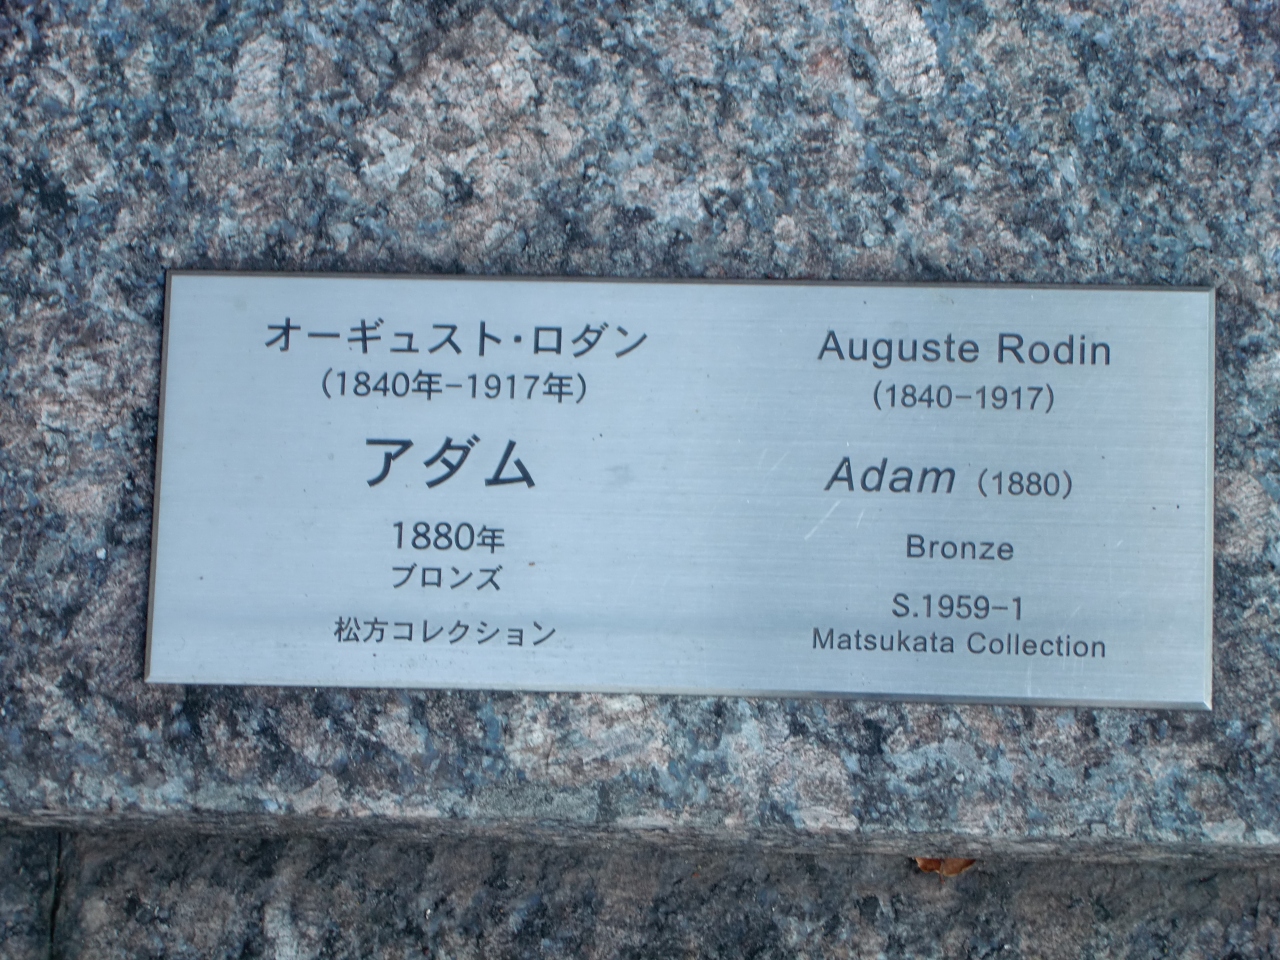 オーギュスト・ロダン
(1840年-1917年)
アダム
1880年
ブロンズ
松方コレクション
Auguste Rodin
(1840-1917)
Adam (1880)
Bronze
S.1959-1
Matsukata Collection